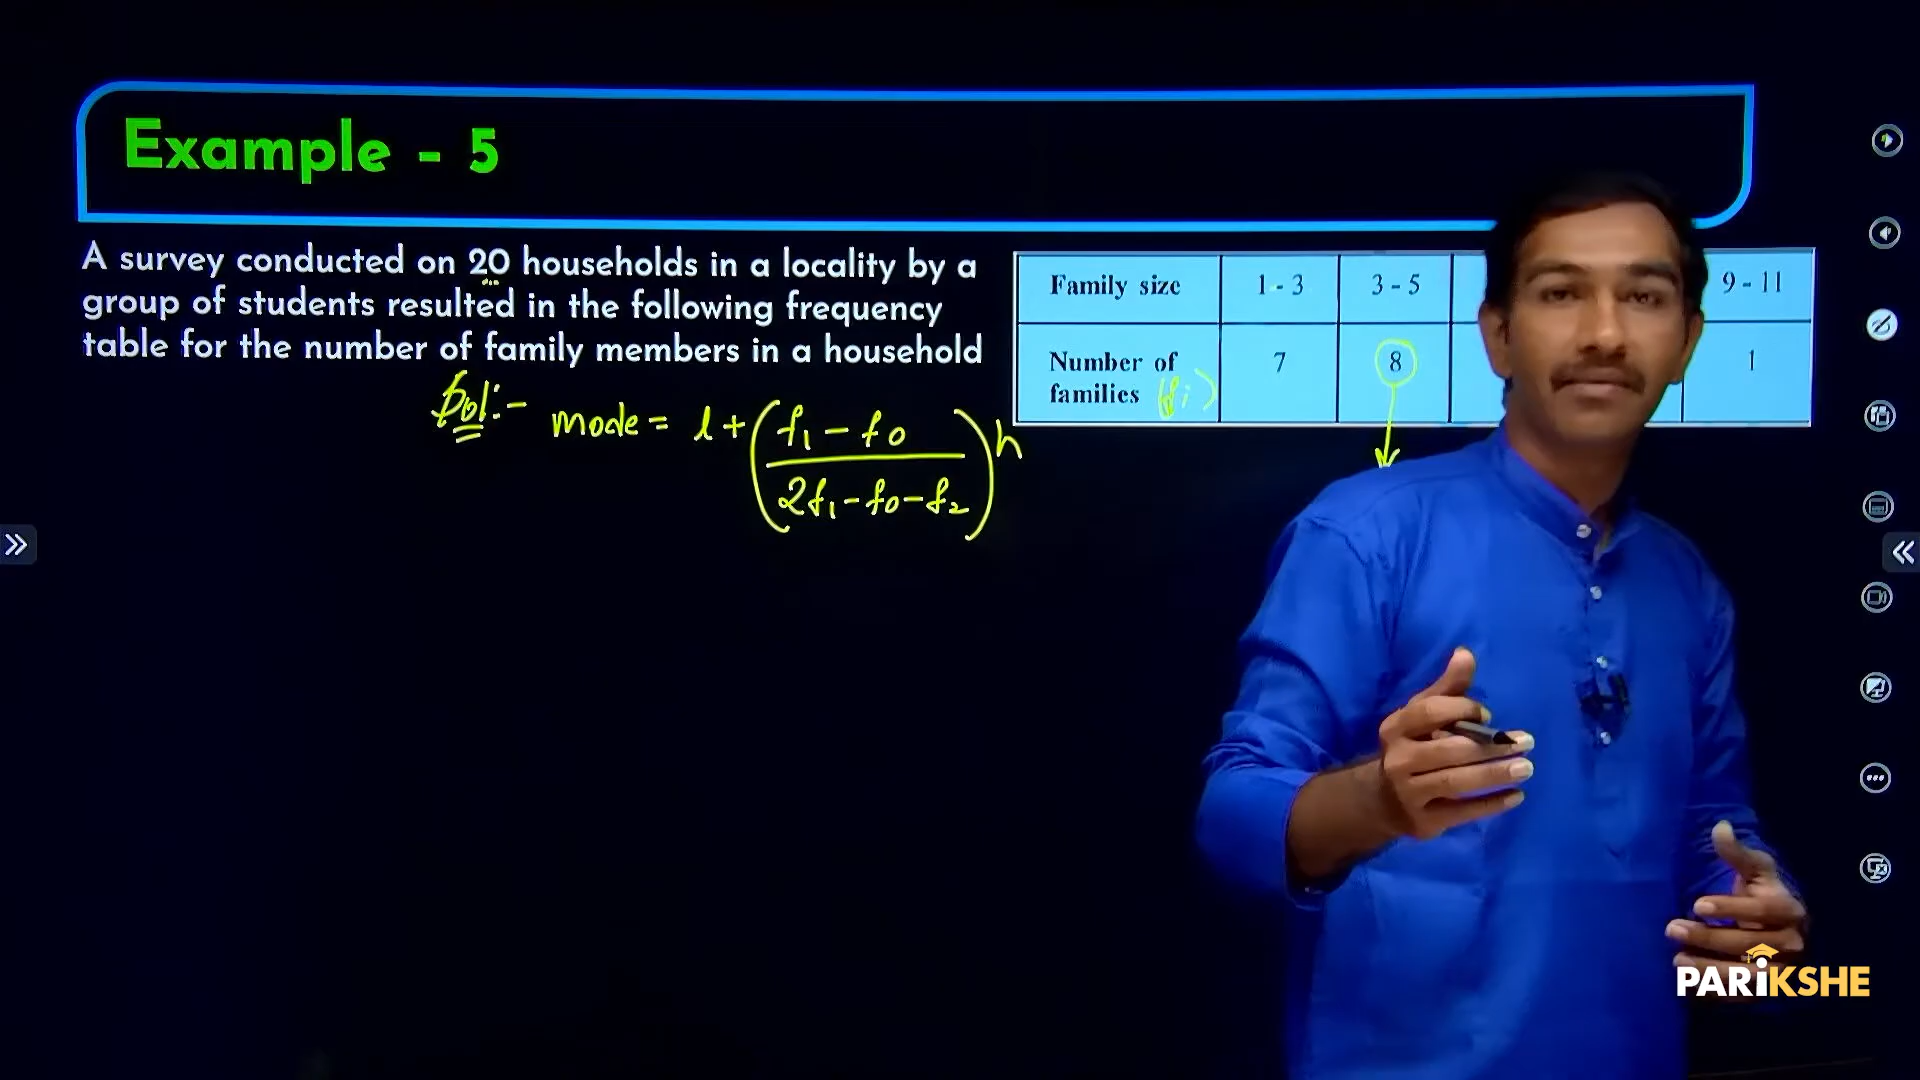 Example - 5
A survey conducted on 20 households in a locality by a
group of students resulted in the following frequency
table for the number of family members in a household
Family size 1 - 3 3 - 5 9 - 11
Number of families (fi) 7 8 1
Sol:- mode = l + (f1 - f0 / 2f1 - f0 - f2) h
PARiKSHE